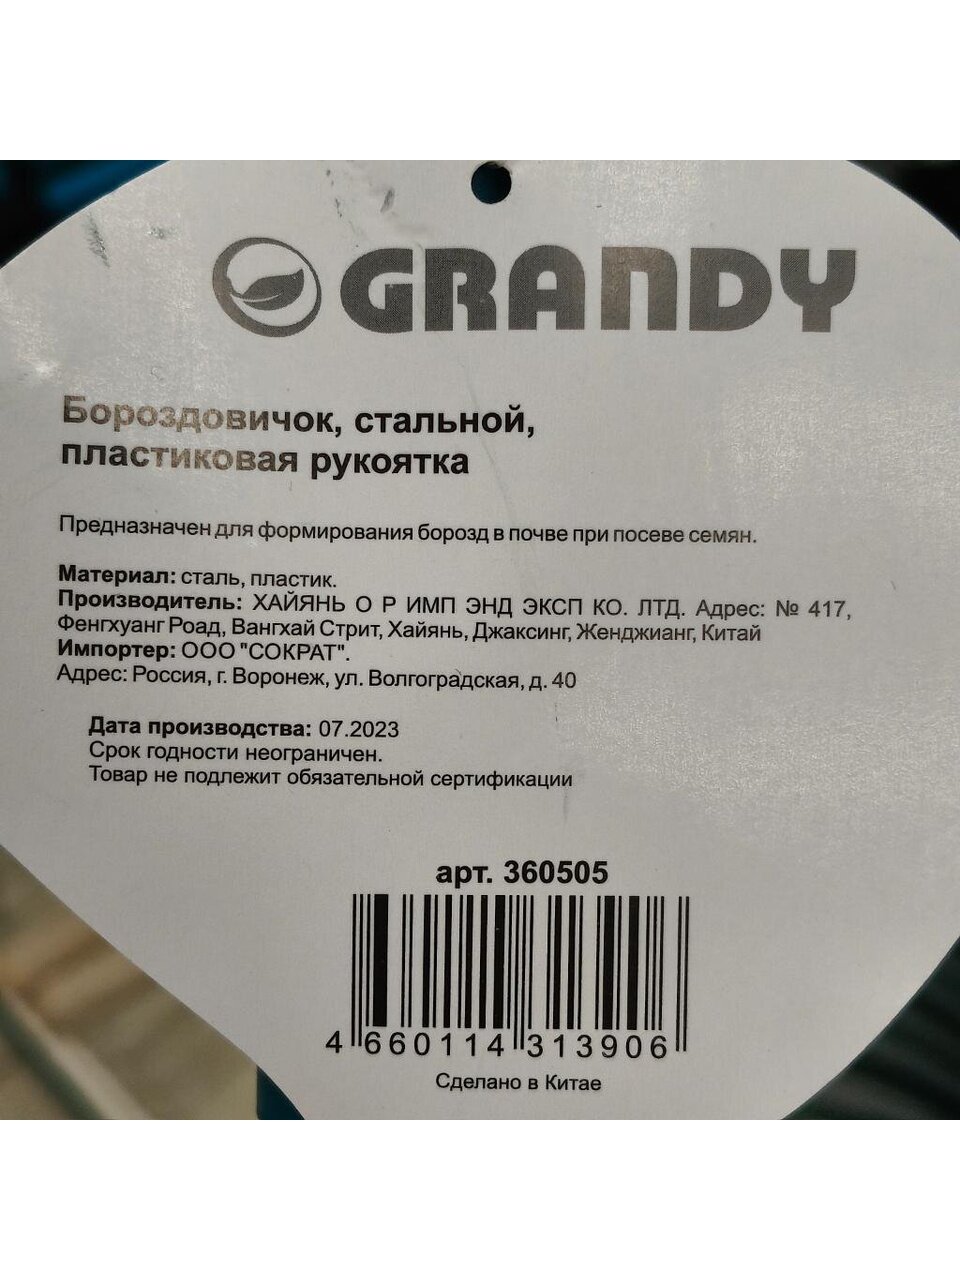 GRANDY
Бороздовичок, стальной,
пластиковая рукоятка
Предназначен для формирования борозд в почве при посеве семян.
Материал: сталь, пластик.
Производитель: ХАЙЯНЬ О Р ИМП ЭНД ЭКСП КО. ЛТД. Адрес: № 417,
Фенгхуанг Роад, Вангхай Стрит, Хайянь, Джаксинг, Женджианг, Китай
Импортер: ООО "СОКРАТ".
Адрес: Россия, г. Воронеж, ул. Волгоградская, д. 40
Дата производства: 07.2023
Срок годности неограничен.
Товар не подлежит обязательной сертификации
арт. 360505
4 660114 313906
Сделано в Китае